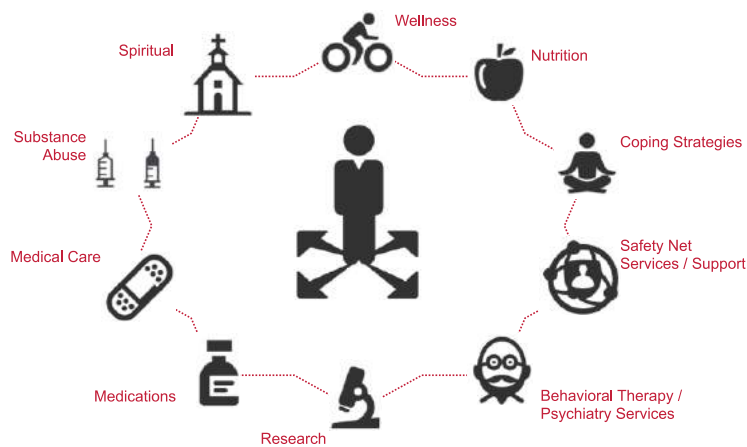 Wellness
Spiritual
Nutrition
Substance
Abuse
Coping Strategies
Medical Care
Safety Net
Services / Support
Medications
Behavioral Therapy /
Psychiatry Services
Research